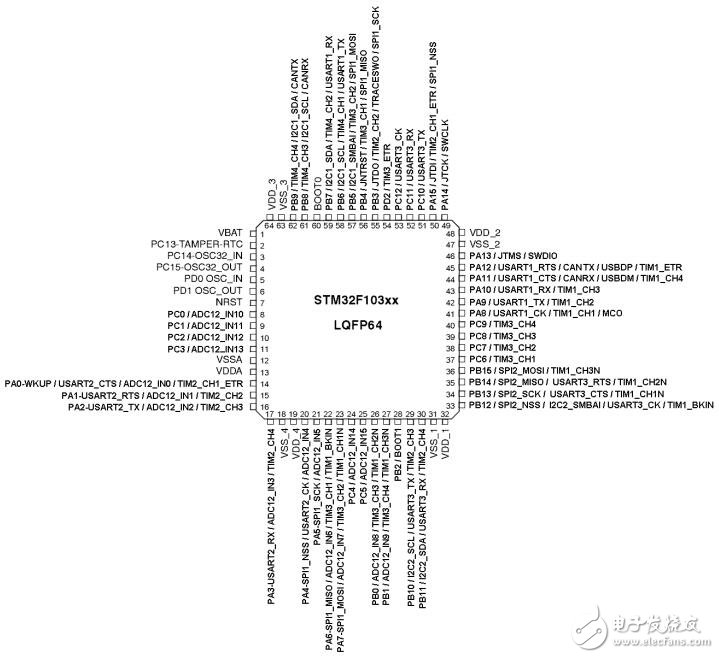 PA0-WKUP / USART2_CTS / ADC12_IN0 / TIM2_CH1_ETR
PA1-USART2_RTS / ADC12_IN1 / TIM2_CH2
PA2-USART2_TX / ADC12_IN2 / TIM2_CH3
VBAT
PC13-TAMPER-RTC
PC14-OSC32_IN
PC15-OSC32_OUT
PD0 OSC_IN
PD1 OSC_OUT
NRST
PC0 / ADC12_IN10
PC1 / ADC12_IN11
PC2 / ADC12_IN12
PC3 / ADC12_IN13
VSSA
VDDA
16 15 14 13 12 11 10 9 8 7 6 5 4 3 2 1
PA3-USART2_RX / ADC12_IN3 / TIM2_CH4 17
VSS_4 18
VDD_4 19
PA4-SPI1_NSS / USART2_CK / ADC12_IN4 20
PA5-SPI1_SCK / ADC12_IN5 21
PA6-SPI1_MISO / ADC12_IN6 / TIM3_CH1 / TIM1_BKIN 22
PA7-SPI1_MOSI / ADC12_IN7 / TIM3_CH2 / TIM1_CH1N 23
PC4 / ADC12_IN14 24
PC5 / ADC12_IN15 25
PB0 / ADC12_IN8 / TIM3_CH3 / TIM1_CH2N 26
PB1 / ADC12_IN9 / TIM3_CH4 / TIM1_CH3N 27
PB2 / BOOT1 28
PB10 / I2C2_SCL / USART3_TX / TIM2_CH3 29
PB11 / I2C2_SDA / USART3_RX / TIM2_CH4 30
VSS_1 31
VDD_1 32
STM32F103xx
LQFP64
64 VDD_3
63 VSS_3
62 PB9 / TIM4_CH4 / I2C1_SDA / CANTX
61 PB8 / TIM4_CH3 / I2C1_SCL / CANRX
60 BOOT0
59 PB7 / I2C1_SDA / TIM4_CH2 / USART1_RX
58 PB6 / I2C1_SCL / TIM4_CH1 / USART1_TX
57 PB5 / I2C1_SMBAI / TIM3_CH2 / SPI1_MOSI
56 PB4 / JNTRST / TIM3_CH1 / SPI1_MISO
55 PB3 / JTDO / TIM2_CH2 / TRACESWO / SPI1_SCK
54 PD2 / TIM3_ETR
53 PC12 / USART3_CK
52 PC11 / USART3_RX
51 PC10 / USART3_TX
50 PA15 / JTDI / TIM2_CH1_ETR / SPI1_NSS
49 PA14 / JTCK / SWCLK
33 34 35 36 37 38 39 40 41 42 43 44 45 46 47 48
VDD_2
VSS_2
PA13 / JTMS / SWDIO
PA12 / USART1_RTS / CANTX / USBDP / TIM1_ETR
PA11 / USART1_CTS / CANRX / USBDM / TIM1_CH4
PA10 / USART1_RX / TIM1_CH3
PA9 / USART1_TX / TIM1_CH2
PA8 / USART1_CK / TIM1_CH1 / MCO
PC9 / TIM3_CH4
PC8 / TIM3_CH3
PC7 / TIM3_CH2
PC6 / TIM3_CH1
PB15 / SPI2_MOSI / TIM1_CH3N
PB14 / SPI2_MISO / USART3_RTS / TIM1_CH2N
PB13 / SPI2_SCK / USART3_CTS / TIM1_CH1N
PB12 / SPI2_NSS / I2C2_SMBAI / USART3_CK / TIM1_BKIN
电子发烧友
www.elecfans.com